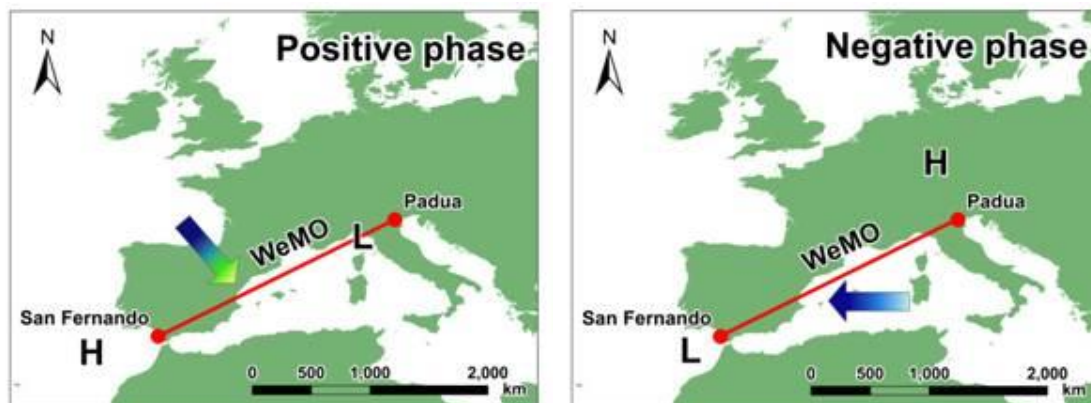 N
Positive phase
Padua
WeMO
L
San Fernando
H
0 500 1,000 2,000
km
N
Negative phase
H
Padua
WeMO
San Fernando
L
0 500 1,000 2,000
km